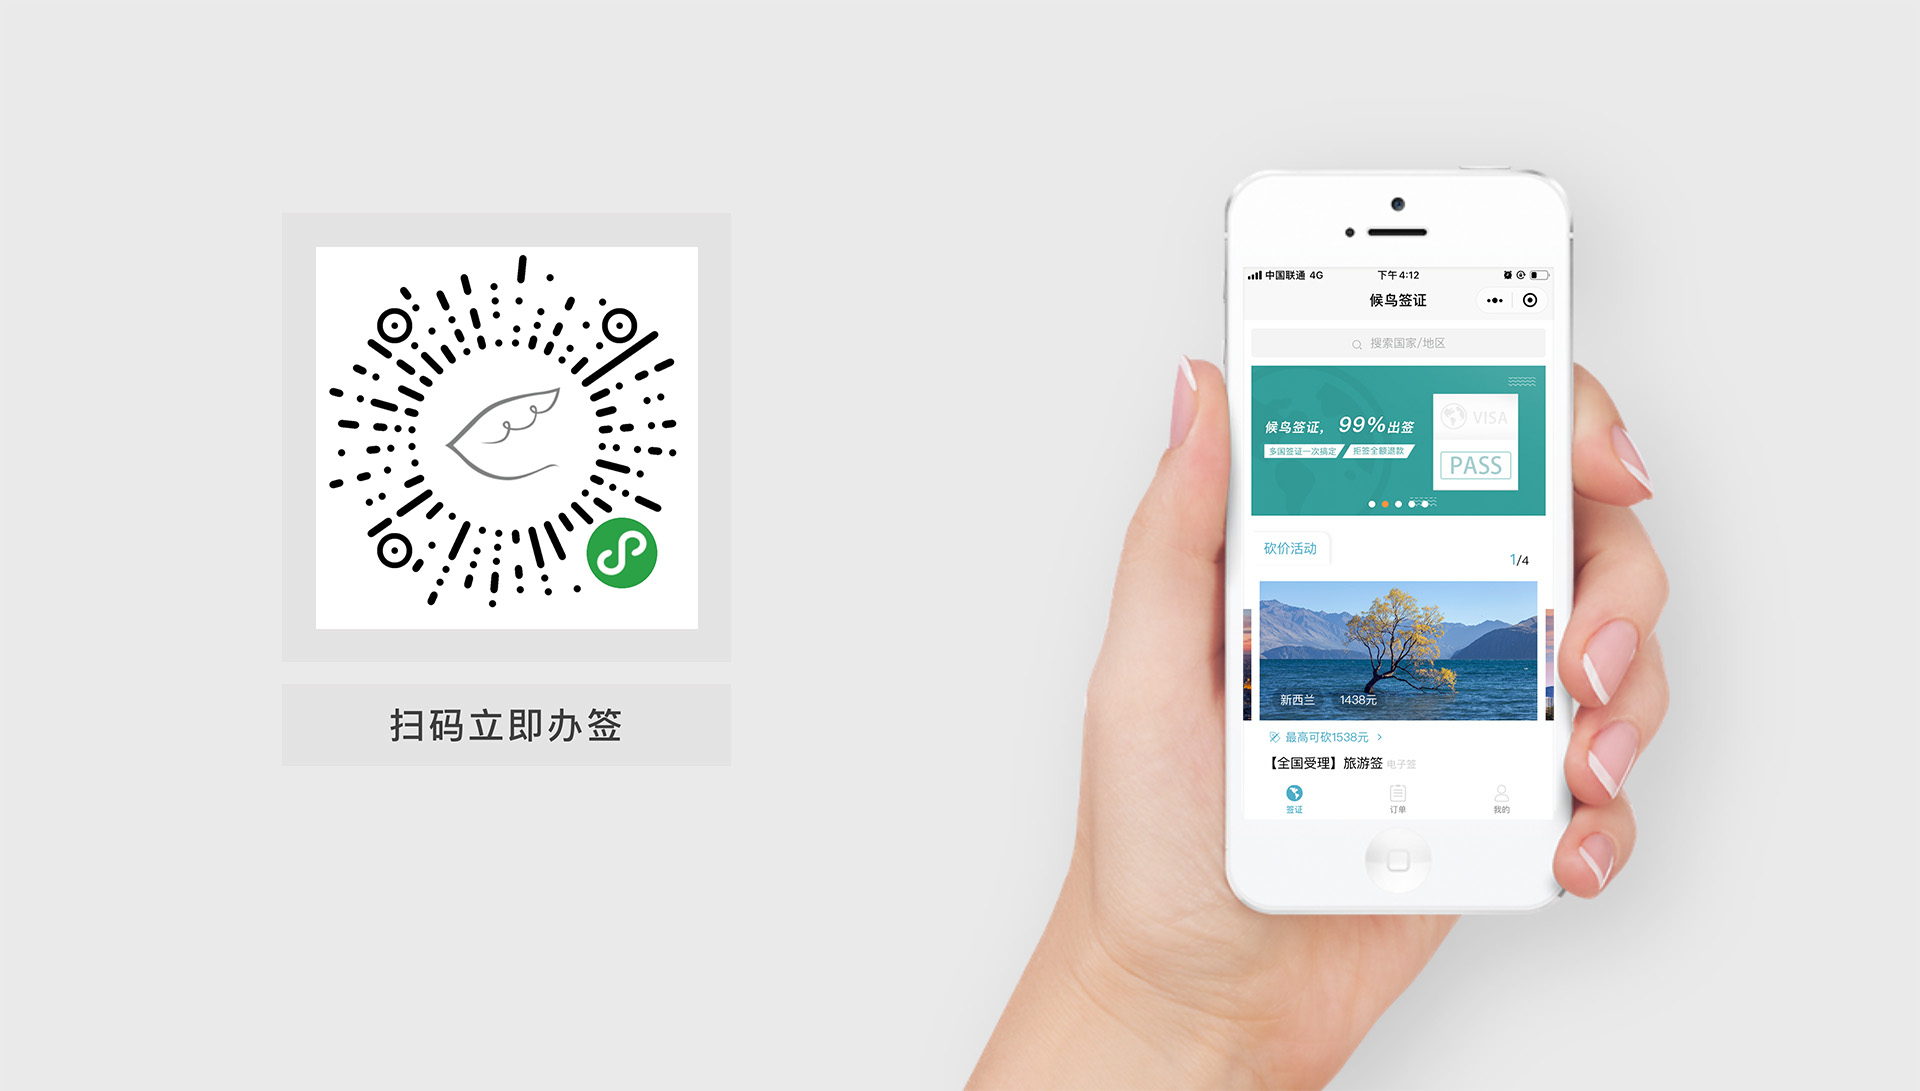 扫码立即办签
中国联通 4G 下午4:12
候鸟签证
搜索国家/地区
候鸟签证，99%出签
多国签证一次搞定 拒签全额退款
VISA
PASS
砍价活动
1/4
新西兰 1438元
最高可砍1538元 >
【全国受理】旅游签 电子签
签证 订单 我的